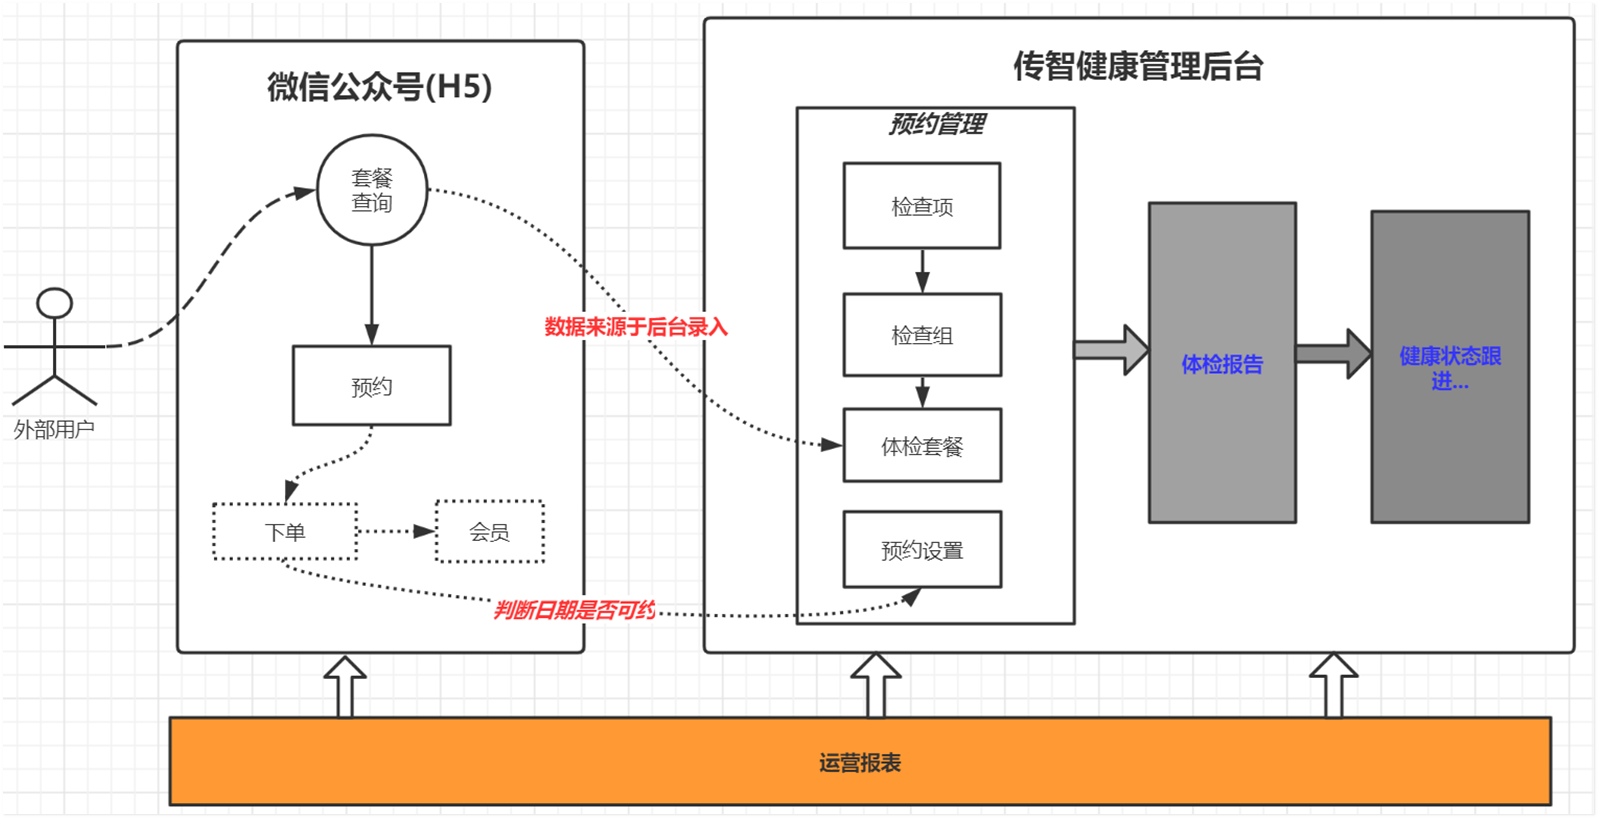 微信公众号(H5)
套餐
查询
预约
下单
会员
外部用户
数据来源于后台录入
判断日期是否可约
传智健康管理后台
预约管理
检查项
检查组
体检套餐
预约设置
体检报告
健康状态跟
进...
运营报表